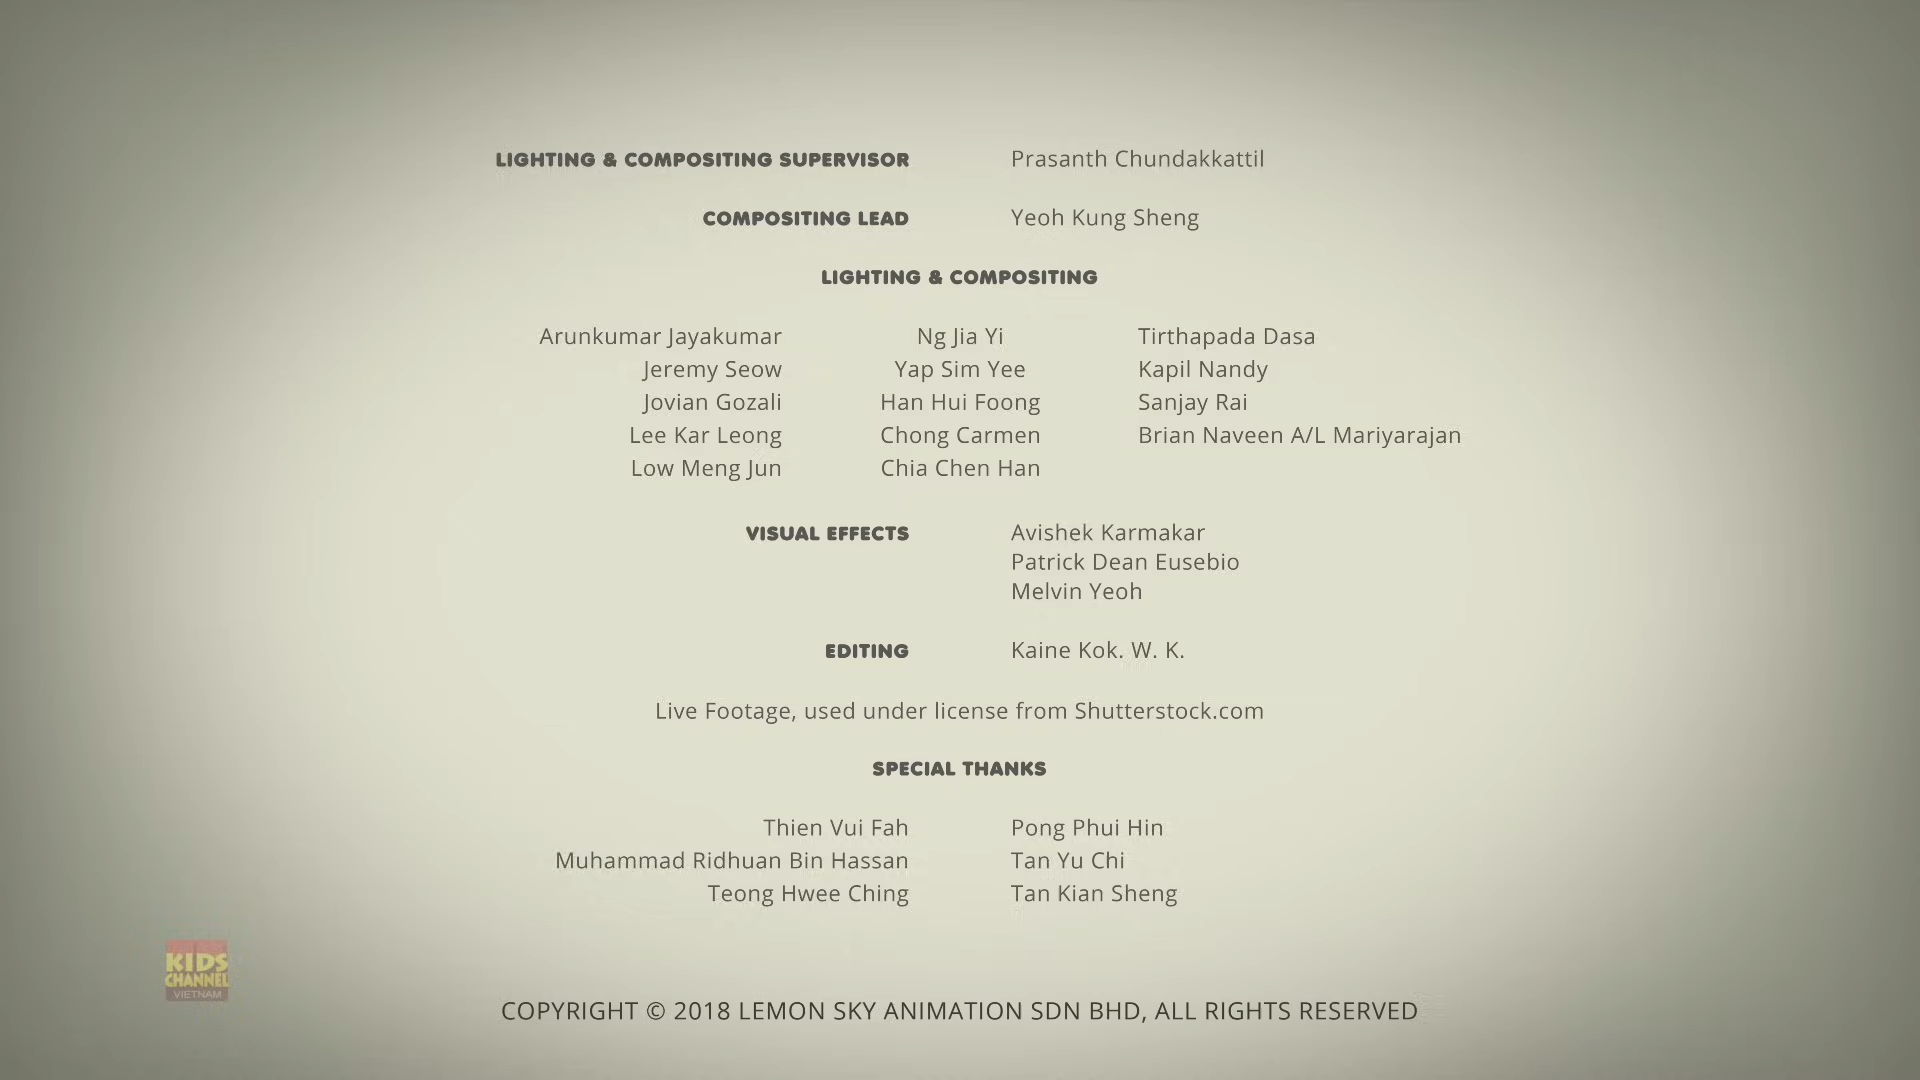 LIGHTING & COMPOSITING SUPERVISOR Prasanth Chundakkattil
COMPOSITING LEAD Yeoh Kung Sheng
LIGHTING & COMPOSITING
Arunkumar Jayakumar Ng Jia Yi Tirthapada Dasa
Jeremy Seow Yap Sim Yee Kapil Nandy
Jovian Gozali Han Hui Foong Sanjay Rai
Lee Kar Leong Chong Carmen Brian Naveen A/L Mariyarajan
Low Meng Jun Chia Chen Han
VISUAL EFFECTS Avishek Karmakar
Patrick Dean Eusebio
Melvin Yeoh
EDITING Kaine Kok. W. K.
Live Footage, used under license from Shutterstock.com
SPECIAL THANKS
Thien Vui Fah Pong Phui Hin
Muhammad Ridhuan Bin Hassan Tan Yu Chi
Teong Hwee Ching Tan Kian Sheng
KIDS
CHANNEL
VIETNAM
COPYRIGHT © 2018 LEMON SKY ANIMATION SDN BHD, ALL RIGHTS RESERVED